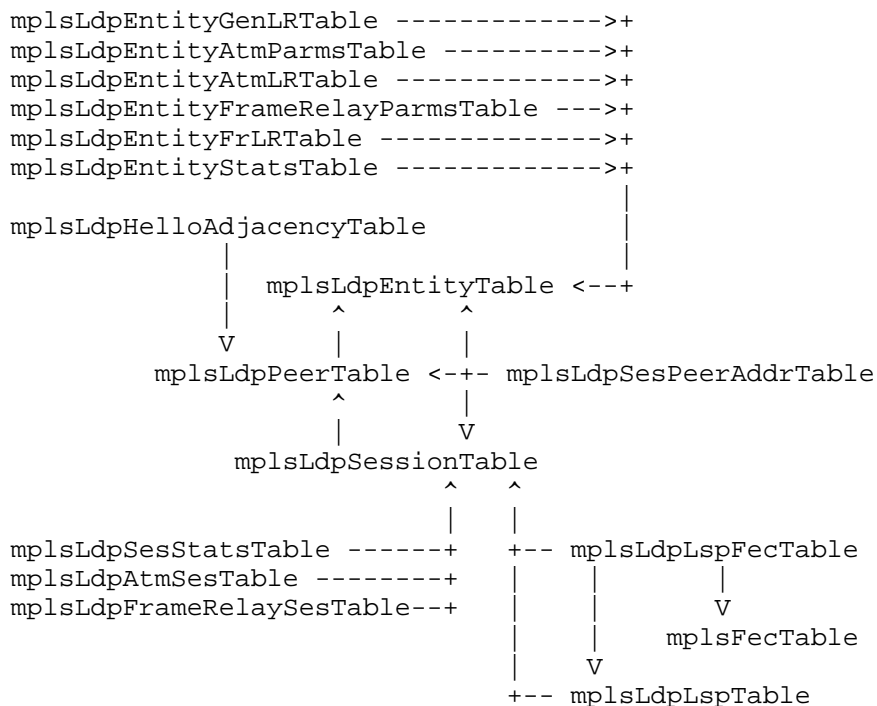 mplsLdpEntityGenLRTable ------------->+
mplsLdpEntityAtmParmsTable ---------->+
mplsLdpEntityAtmLRTable ------------->+
mplsLdpEntityFrameRelayParmsTable --->+
mplsLdpEntityFrLRTable -------------->+
mplsLdpEntityStatsTable ------------->+
|
mplsLdpHelloAdjacencyTable |
| |
| mplsLdpEntityTable <--+
| ^ ^
V | |
mplsLdpPeerTable <-+- mplsLdpSesPeerAddrTable
^ |
| V
mplsLdpSessionTable
^ ^
| |
mplsLdpSesStatsTable ------+ +-- mplsLdpLspFecTable
mplsLdpAtmSesTable --------+ | | |
mplsLdpFrameRelaySesTable--+ | | V
| | mplsFecTable
| V
+-- mplsLdpLspTable